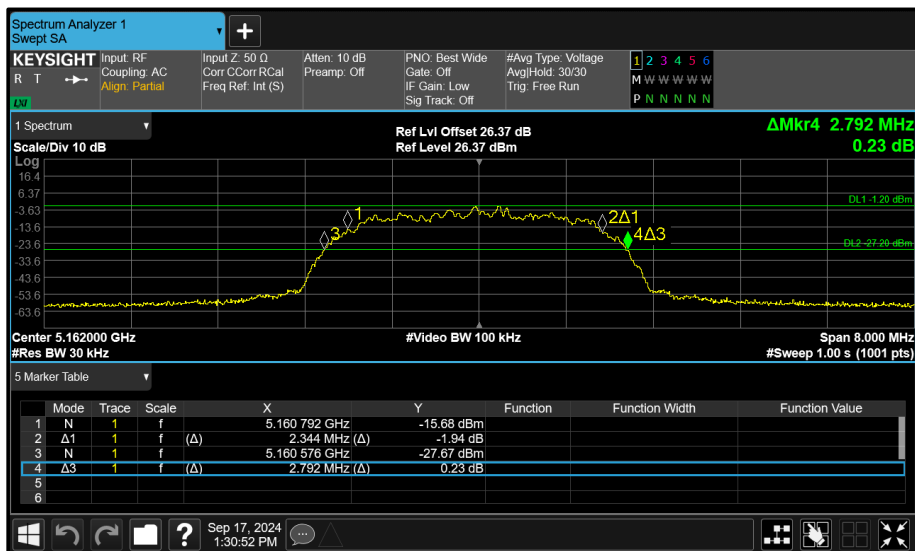 Spectrum Analyzer 1
Swept SA
+
KEYSIGHT Input: RF Input Z: 50 Ω Atten: 10 dB PNO: Best Wide #Avg Type: Voltage 1 2 3 4 5 6
R T Coupling: AC Corr CCorr RCal Preamp: Off Gate: Off Avg|Hold: 30/30 M W W W W W
Align: Partial Freq Ref: Int (S) IF Gain: Low Trig: Free Run
LXI Sig Track: Off P N N N N N
1 Spectrum
Ref Lvl Offset 26.37 dB ΔMkr4 2.792 MHz
Scale/Div 10 dB Ref Level 26.37 dBm 0.23 dB
Log
16.4
6.37
DL1 -1.20 dBm
-3.63
1 2Δ1
-13.6
3 4Δ3
-23.6 DL2 -27.20 dBm
-33.6
-43.6
-53.6
-63.6
Center 5.162000 GHz #Video BW 100 kHz Span 8.000 MHz
#Res BW 30 kHz #Sweep 1.00 s (1001 pts)
5 Marker Table
Mode Trace Scale X Y Function Function Width Function Value
1 N 1 f 5.160 792 GHz -15.68 dBm
2 Δ1 1 f (Δ) 2.344 MHz (Δ) -1.94 dB
3 N 1 f 5.160 576 GHz -27.67 dBm
4 Δ3 1 f (Δ) 2.792 MHz (Δ) 0.23 dB
5
6
? Sep 17, 2024
1:30:52 PM